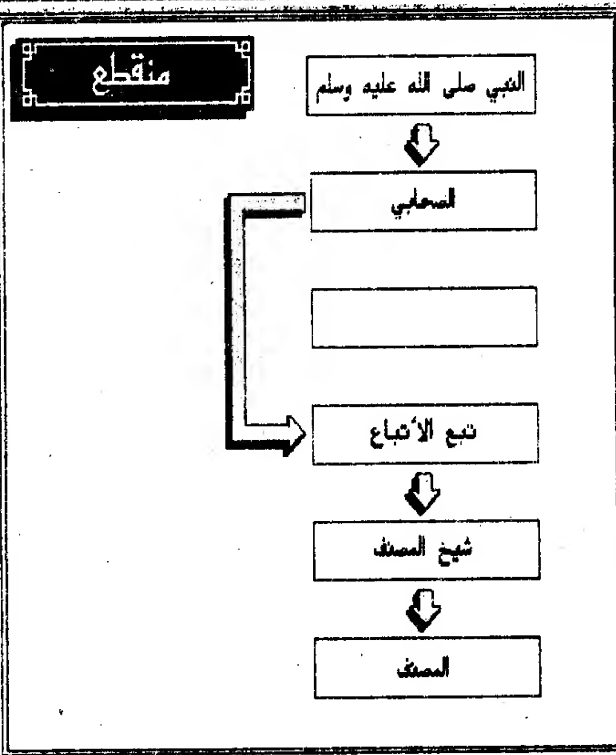 منقطع
النبي صلى الله عليه وسلم
الصحابي
تبع الأتباع
شيخ المصنف
المصنف